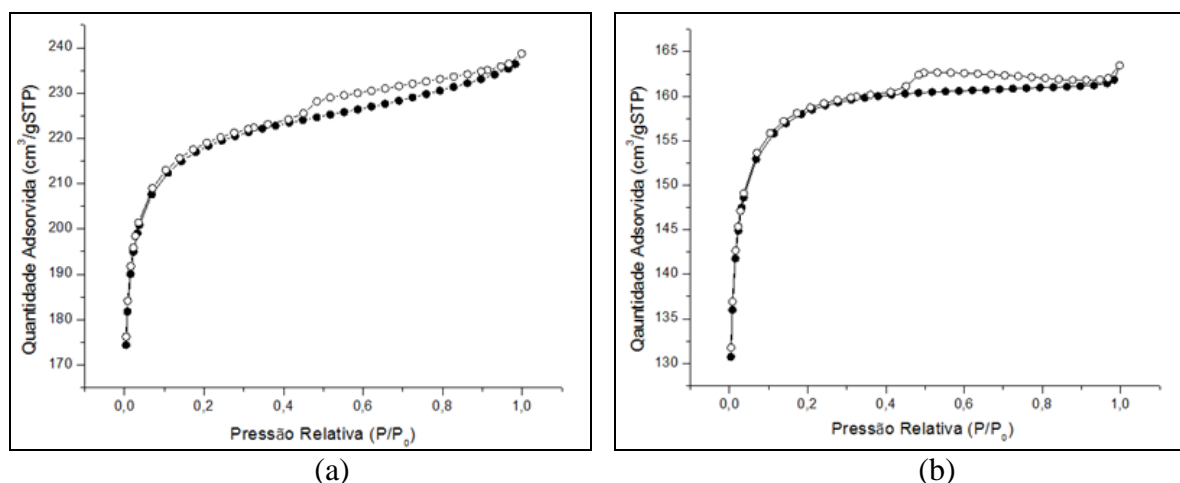 Quantidade Adsorvida (cm³/gSTP)
240
230
220
210
200
190
180
170
0,0 0,2 0,4 0,6 0,8 1,0
Pressão Relativa (P/P₀)
(a)
Qauntidade Adsorvida (cm³/gSTP)
165
160
155
150
145
140
135
130
0,0 0,2 0,4 0,6 0,8 1,0
Pressão Relativa (P/P₀)
(b)